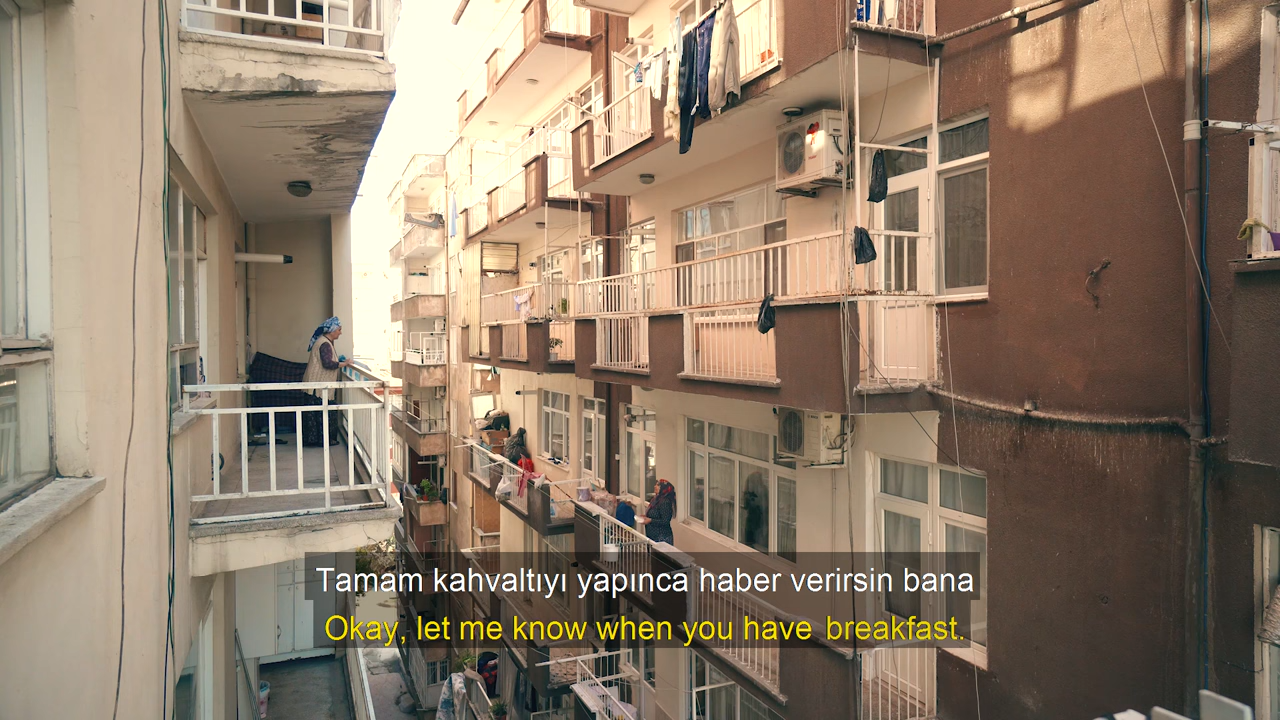 Tamam kahvaltıyı yapınca haber verirsin bana
Okay, let me know when you have breakfast.